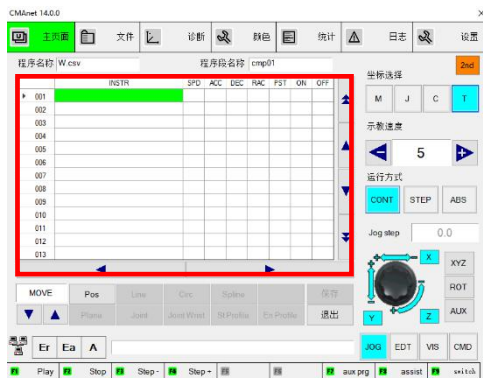 CMAnet 14.0.0
主页面 文件 诊断 颜色 统计 日志 设置
程序名称 W.csv 程序段名称 cmp01 2nd
坐标选择
INSTR SPD ACC DEC RAC PST ON OFF
M J C T
001
002
003
示教速度
004
005
5
006
007
运行方式
008
CONT STEP ABS
009
010
011
Jog step 0.0
012
013
X XYZ
MOVE Pos Line Circ Spline 保存
ROT
Plane Joint Joint Wrist St Profile En Profile 退出
Y Z AUX
Er Ea A
JOG EDT VIS CMD
F1 Play F2 Stop F3 Step- F4 Step+ F5 F6 F7 aux prg F8 assist F9 switch